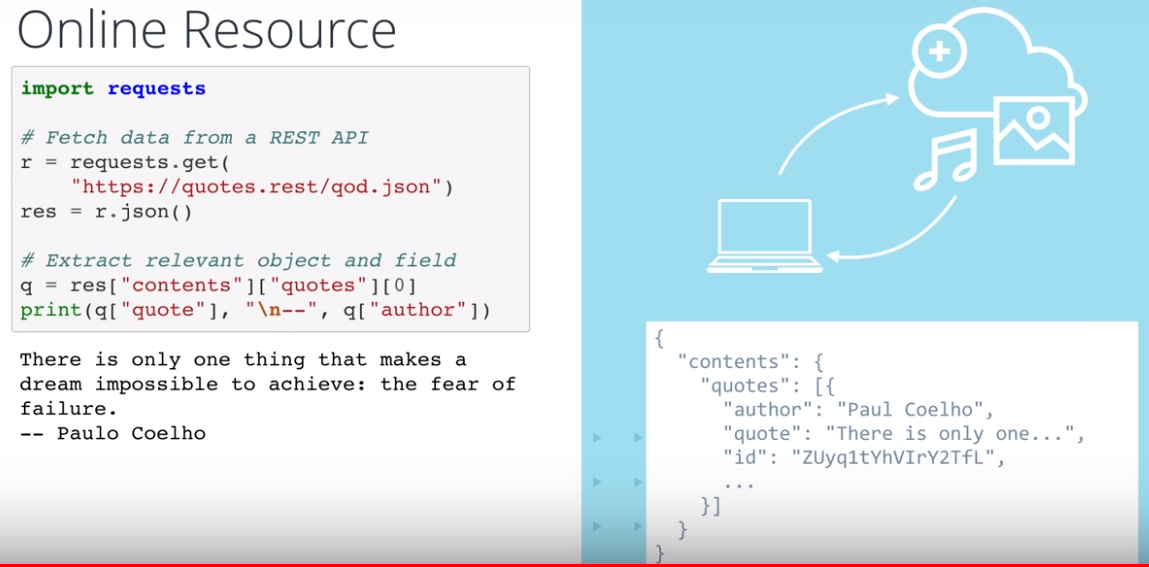 Online Resource
import requests
# Fetch data from a REST API
r = requests.get(
    "https://quotes.rest/qod.json")
res = r.json()
# Extract relevant object and field
q = res["contents"]["quotes"][0]
print(q["quote"], "\n--", q["author"])
There is only one thing that makes a
dream impossible to achieve: the fear of
failure.
-- Paulo Coelho
{
  "contents": {
    "quotes": [{
      "author": "Paul Coelho",
      "quote": "There is only one...",
      "id": "ZUyq1tYhVIrY2TfL",
      ...
    }]
  }
}